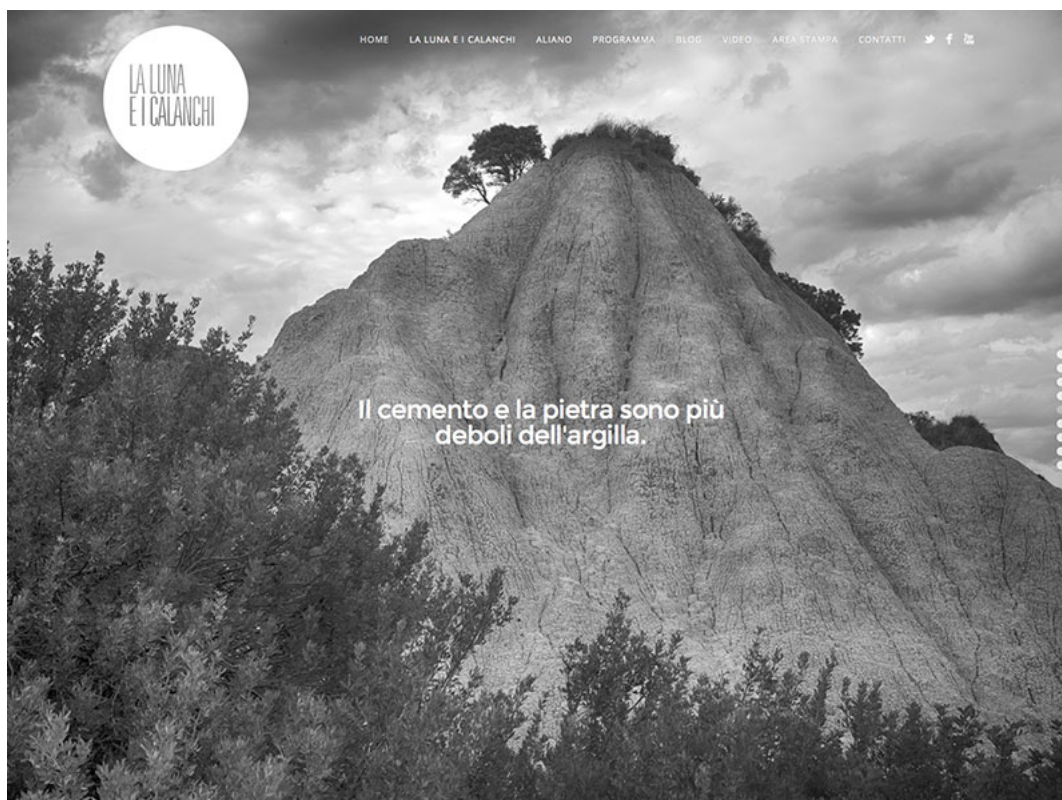 LA LUNA
E I CALANCHI
HOME LA LUNA E I CALANCHI ALIANO PROGRAMMA BLOG VIDEO AREA STAMPA CONTATTI
Il cemento e la pietra sono più
deboli dell'argilla.